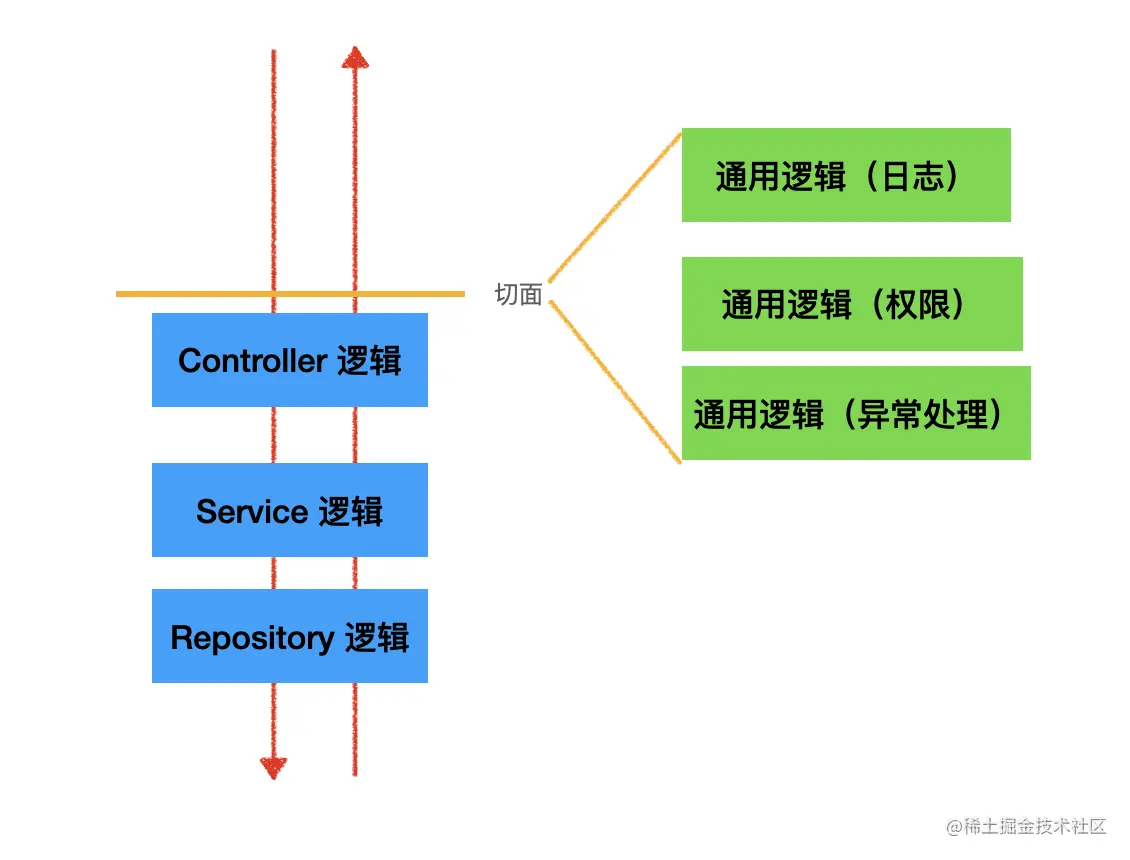 通用逻辑（日志）
切面
通用逻辑（权限）
Controller 逻辑
通用逻辑（异常处理）
Service 逻辑
Repository 逻辑
@稀土掘金技术社区